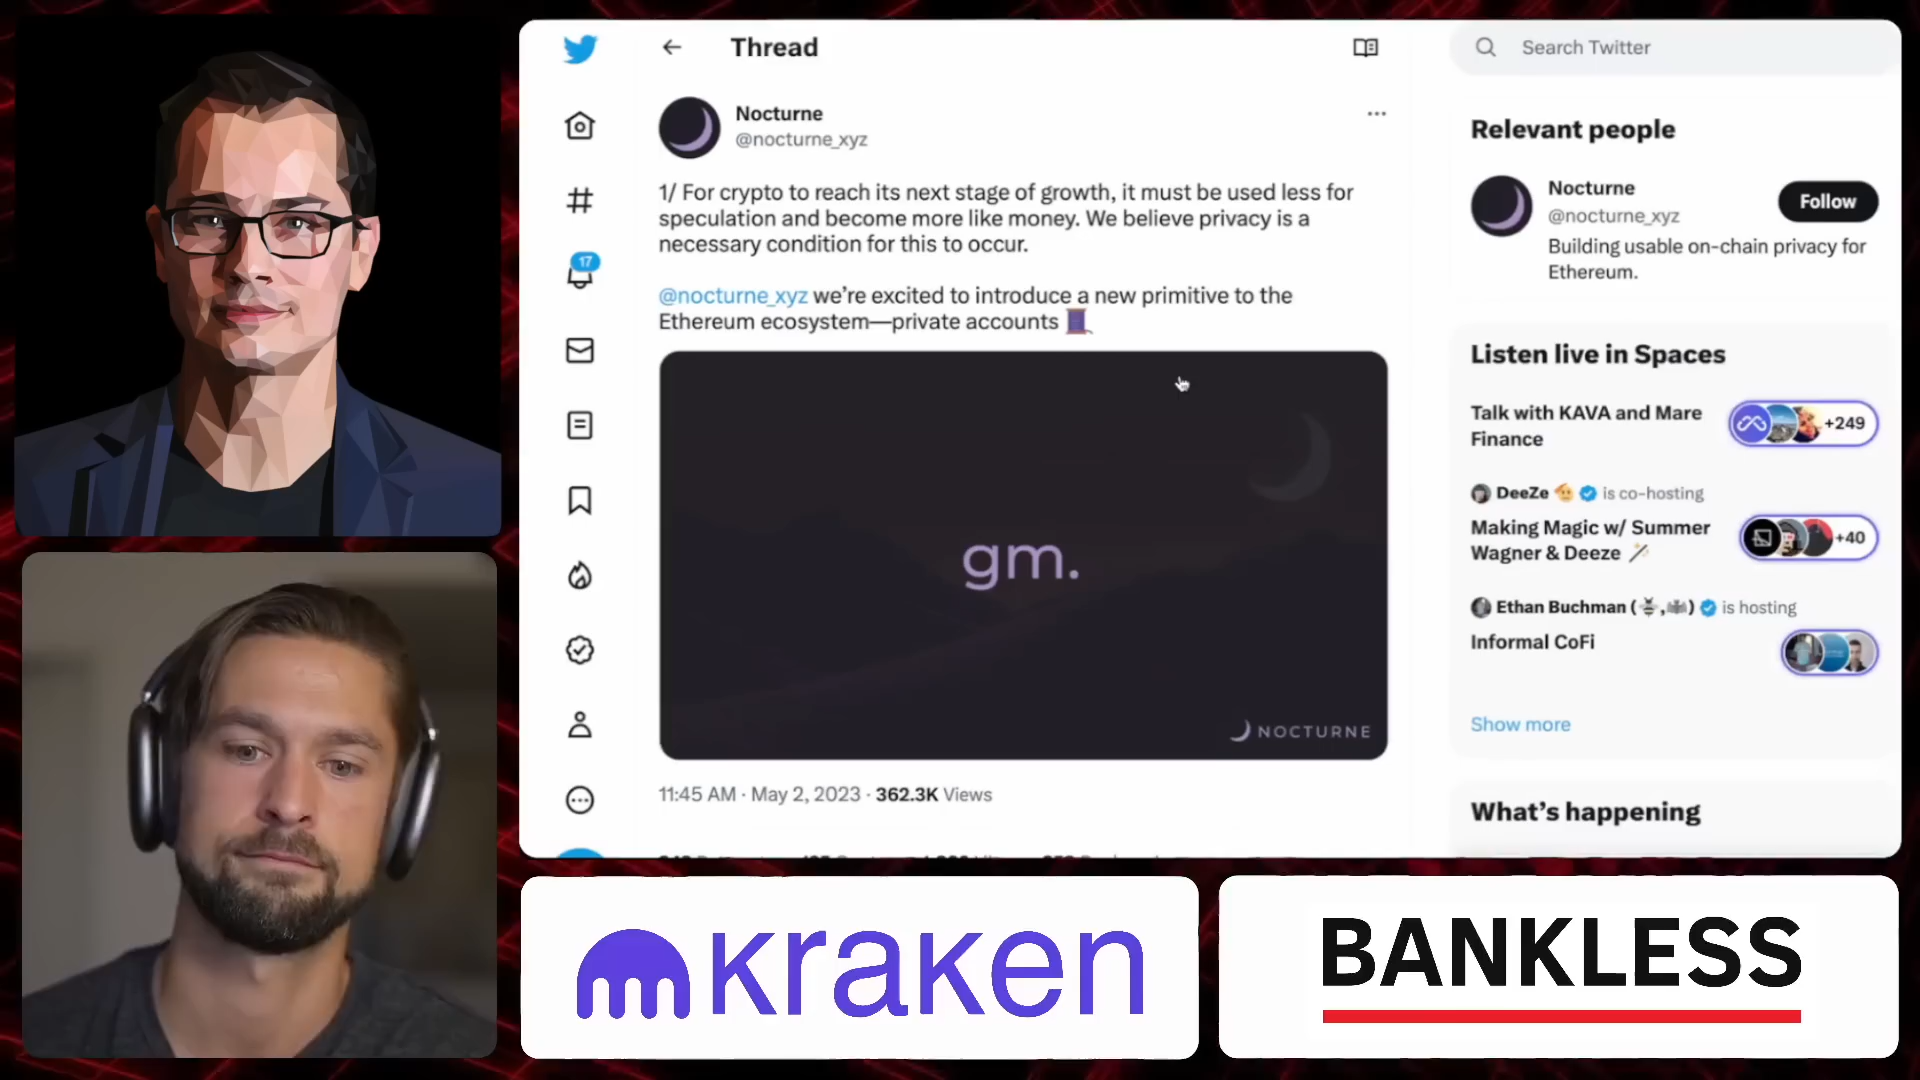 Thread
Search Twitter
Nocturne
@nocturne_xyz
17
1/ For crypto to reach its next stage of growth, it must be used less for
speculation and become more like money. We believe privacy is a
necessary condition for this to occur.
@nocturne_xyz we're excited to introduce a new primitive to the
Ethereum ecosystem—private accounts
gm.
NOCTURNE
11:45 AM · May 2, 2023 · 362.3K Views
Relevant people
Nocturne
@nocturne_xyz
Follow
Building usable on-chain privacy for
Ethereum.
Listen live in Spaces
Talk with KAVA and Mare
Finance
+249
DeeZe is co-hosting
Making Magic w/ Summer
Wagner & Deeze
+40
Ethan Buchman is hosting
Informal CoFi
Show more
What's happening
kraken
BANKLESS